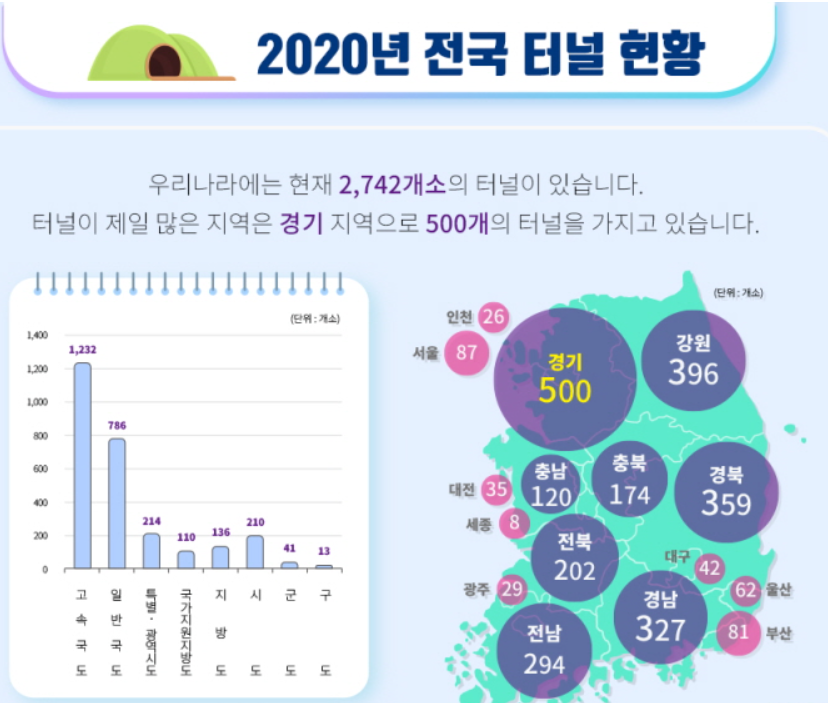 2020년 전국 터널 현황
우리나라에는 현재 2,742개소의 터널이 있습니다.
터널이 제일 많은 지역은 경기 지역으로 500개의 터널을 가지고 있습니다.
(단위 : 개소)
1,400
1,200
1,000
800
600
400
200
0
1,232
786
214
110
136
210
41
13
고속국도
일반국도
특별·광역시도
국가지원지방도
지방도
시도
군도
구도
(단위 : 개소)
인천 26
서울 87
경기
500
강원
396
대전 35
세종 8
충남
120
충북
174
경북
359
전북
202
대구
42
광주 29
62 울산
전남
294
경남
327
81 부산